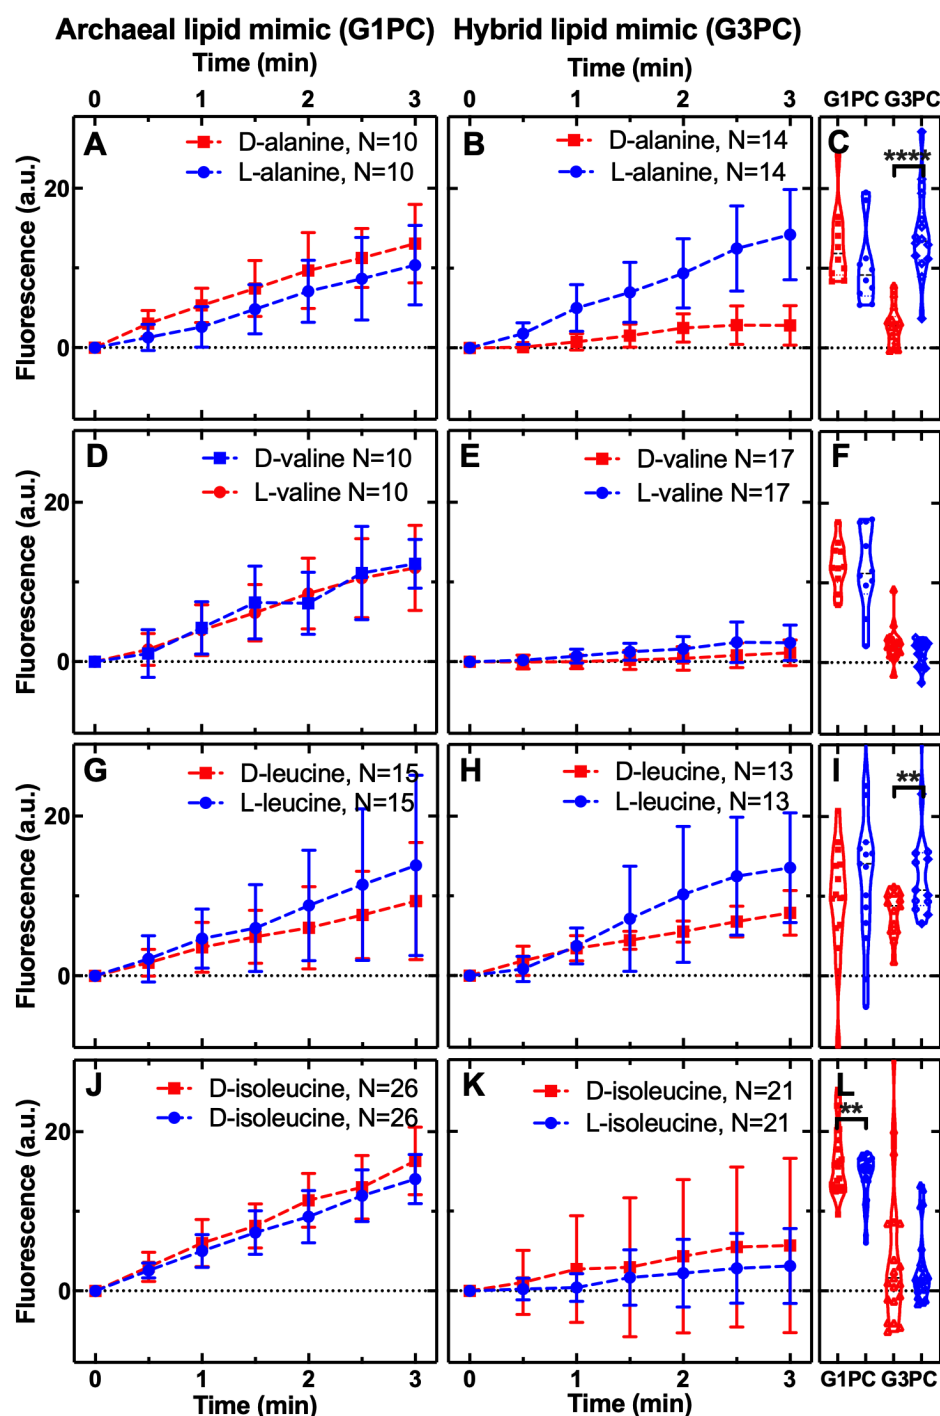 Archaeal lipid mimic (G1PC) Hybrid lipid mimic (G3PC)
Time (min) Time (min)
0 1 2 3 0 1 2 3 G1PC G3PC
A D-alanine, N=10 B D-alanine, N=14 C
L-alanine, N=10 L-alanine, N=14 ****
Fluorescence (a.u.)
20
0
D D-valine N=10 E D-valine N=17 F
L-valine N=10 L-valine N=17
Fluorescence (a.u.)
20
0
G D-leucine, N=15 H D-leucine, N=13 I
L-leucine, N=15 L-leucine, N=13 **
Fluorescence (a.u.)
20
0
J D-isoleucine, N=26 K D-isoleucine, N=21 L
D-isoleucine, N=26 L-isoleucine, N=21 **
Fluorescence (a.u.)
20
0
0 1 2 3 0 1 2 3 G1PC G3PC
Time (min) Time (min)